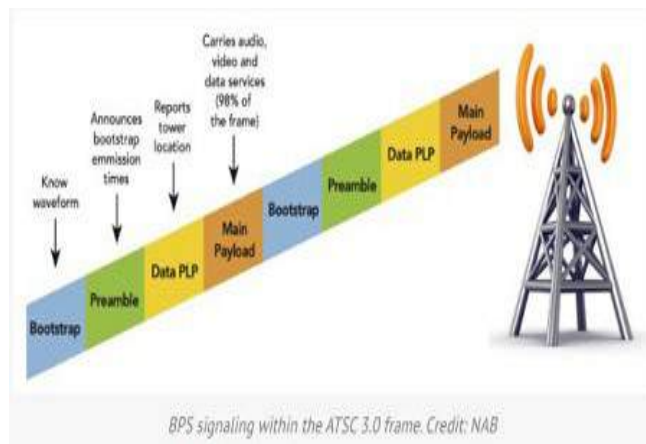 Carries audio,
video and
data services
(98% of
the frame)
Announces
bootstrap
emmission
times
Reports
tower
location
Know
waveform
Bootstrap
Preamble
Data PLP
Main
Payload
Bootstrap
Preamble
Data PLP
Main
Payload
BPS signaling within the ATSC 3.0 frame. Credit: NAB